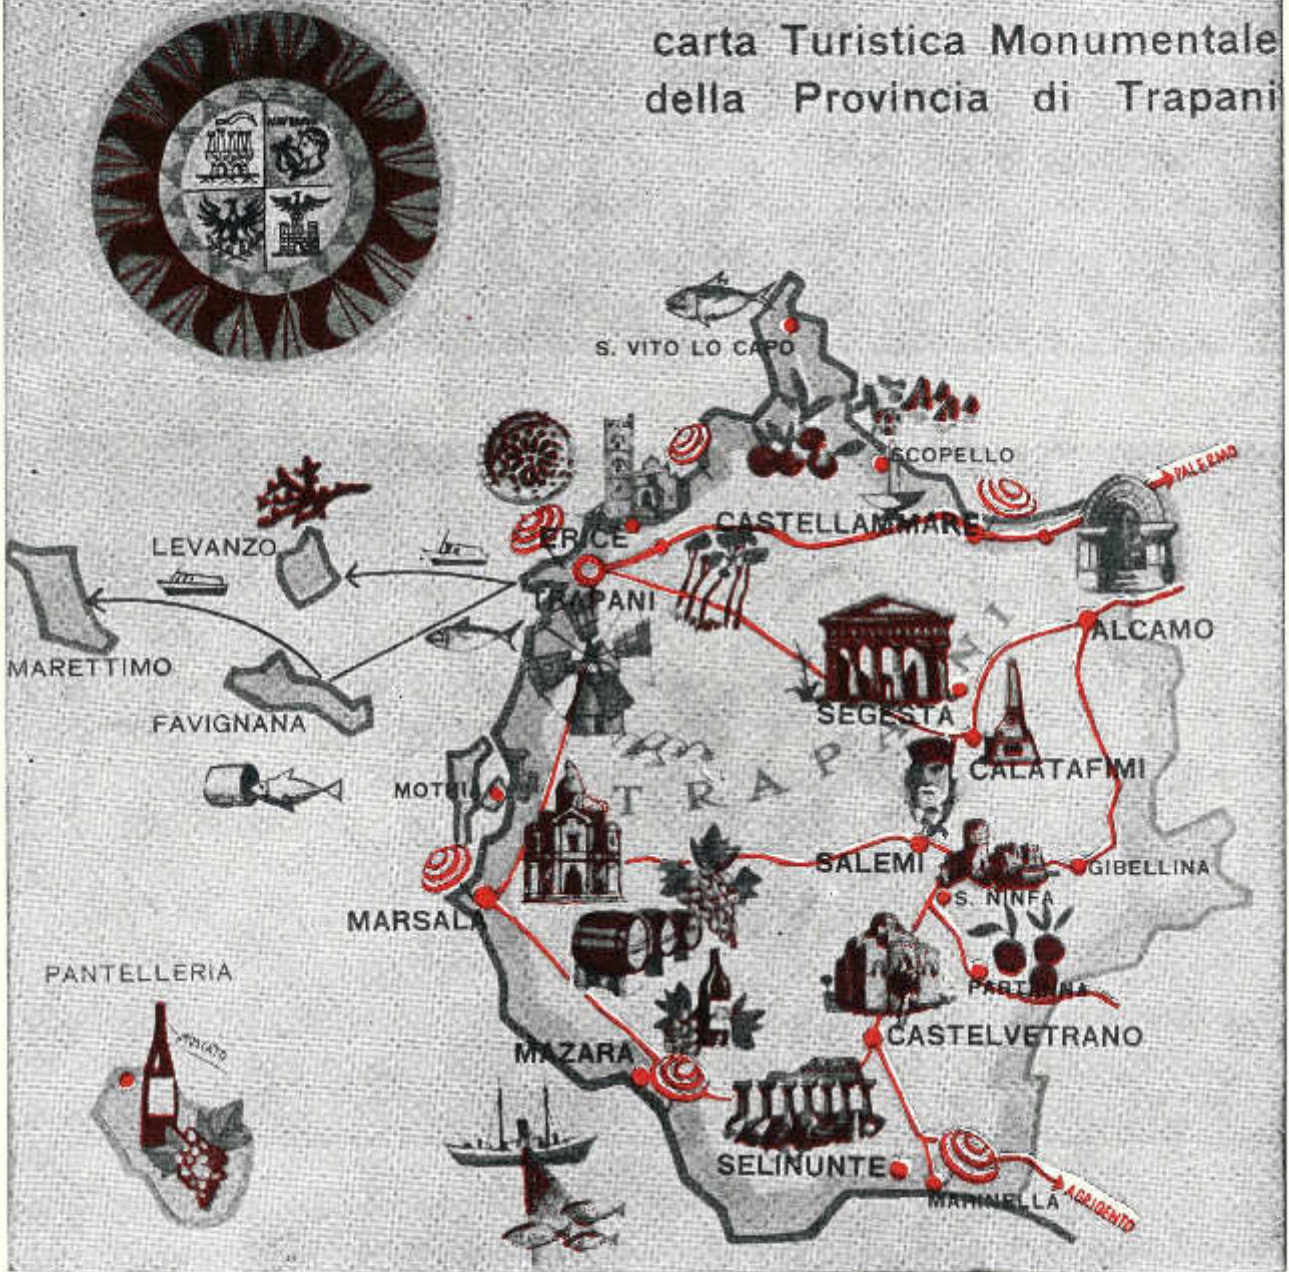 carta Turistica Monumentale
della Provincia di Trapani
S. VITO LO CAPO
SCOPELLO
PALERMO
CASTELLAMMARE
ERICE
LEVANZO
TRAPANI
ALCAMO
MARETTIMO
FAVIGNANA
SEGESTA
CALATAFIMI
MOTHIA
TRAPANI
SALEMI
GIBELLINA
S. NINFA
MARSALA
PANTELLERIA
PARTANNA
MOSCATO
CASTELVETRANO
MAZARA
SELINUNTE
MARINELLA
AGRIGENTO